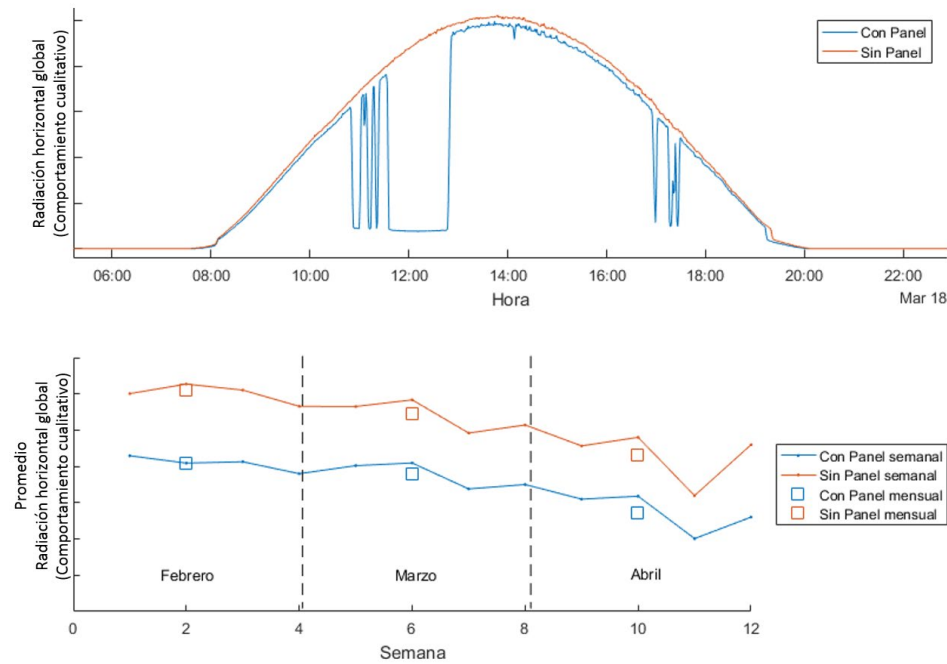 Radiación horizontal global
(Comportamiento cualitativo)
Con Panel
Sin Panel
06:00 08:00 10:00 12:00 14:00 16:00 18:00 20:00 22:00
Hora
Mar 18
Promedio
Radiación horizontal global
(Comportamiento cualitativo)
Con Panel semanal
Sin Panel semanal
Con Panel mensual
Sin Panel mensual
Febrero Marzo Abril
0 2 4 6 8 10 12
Semana